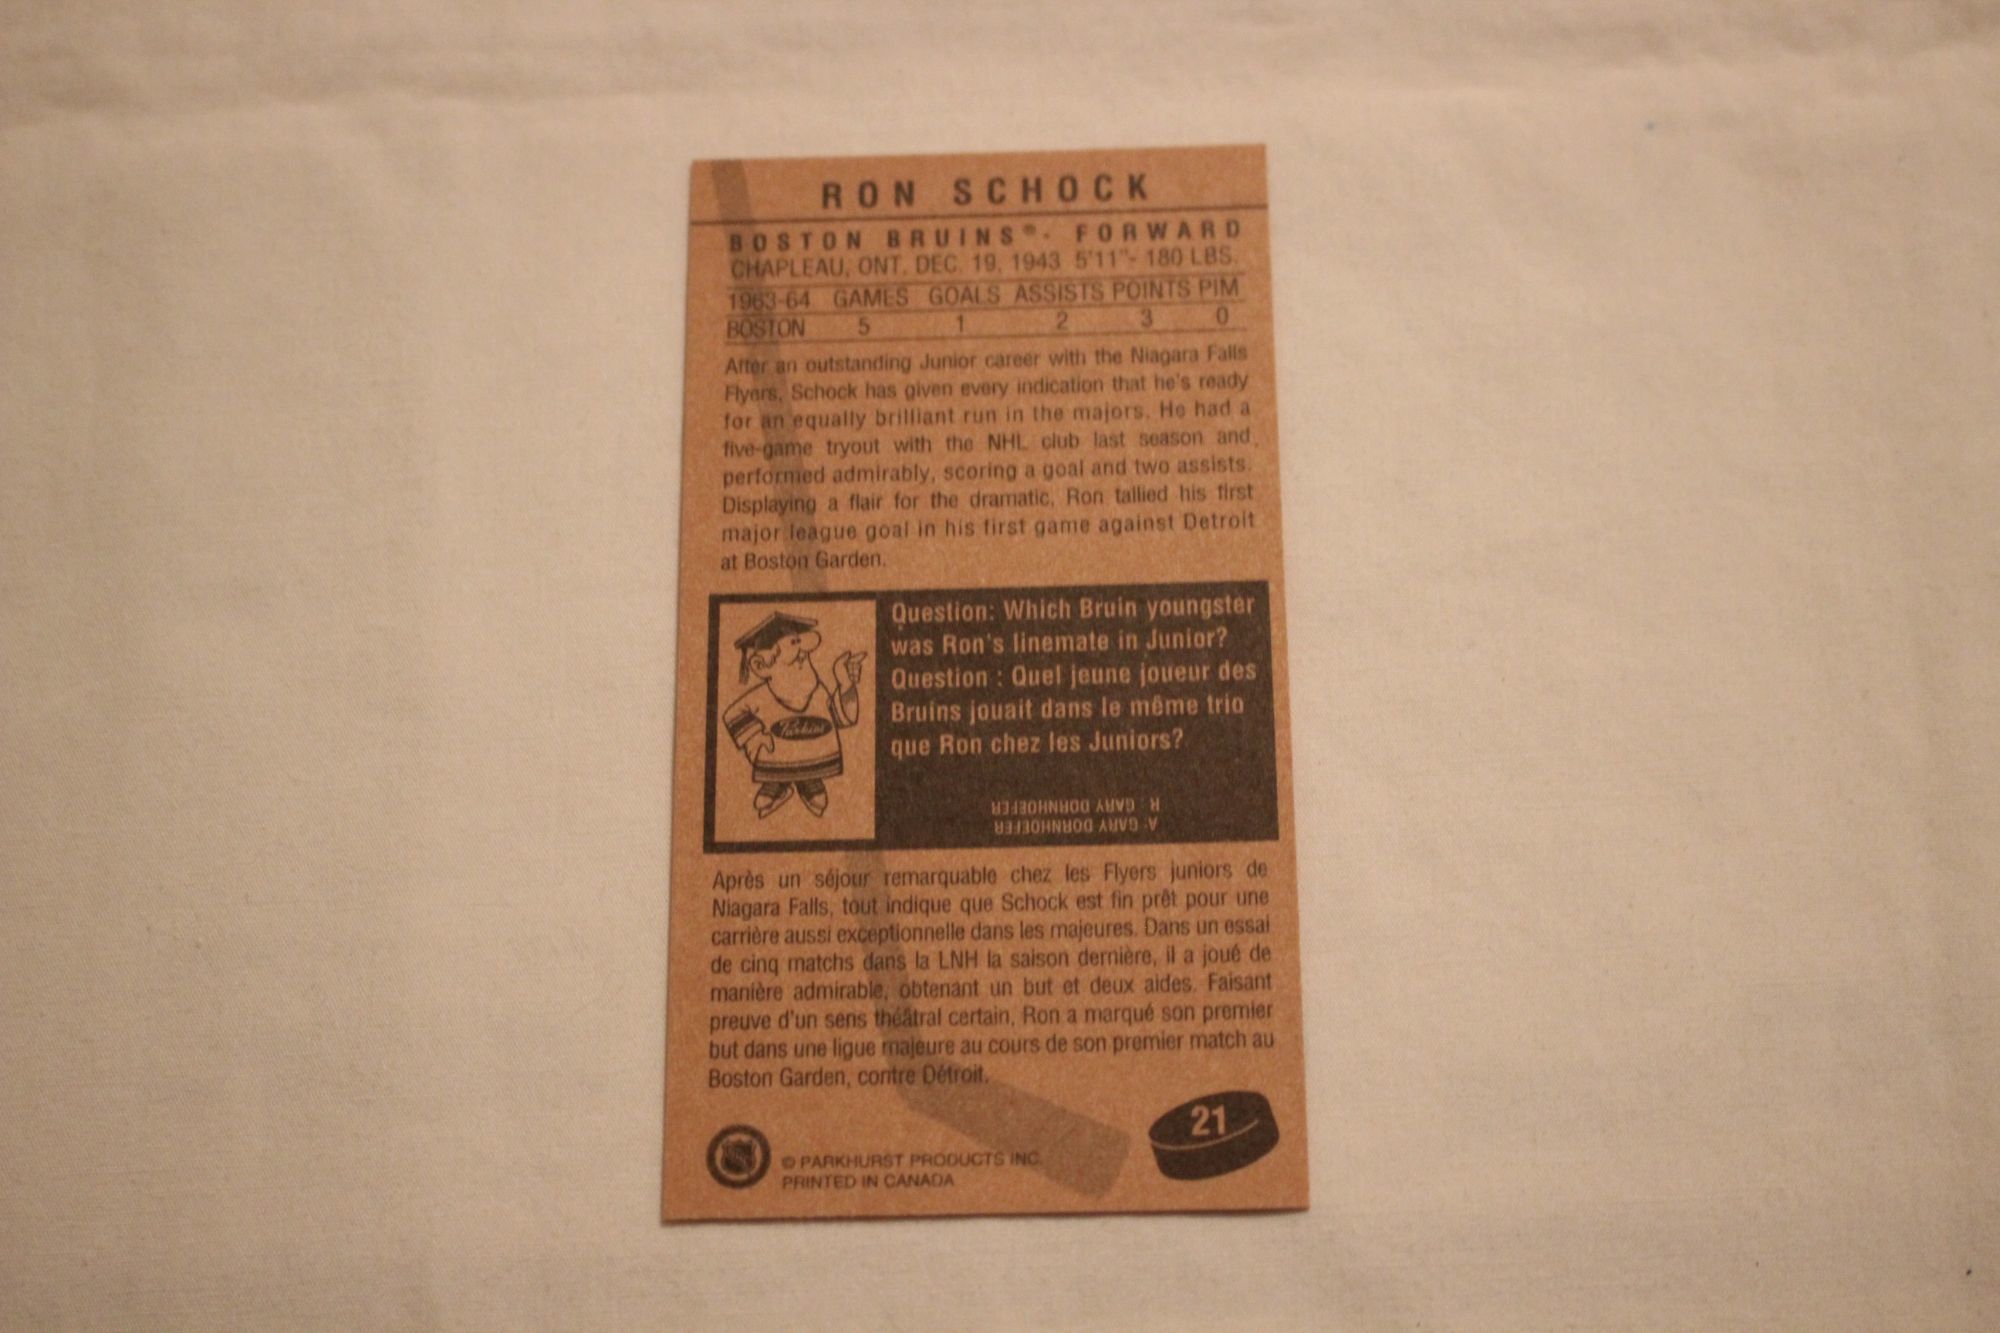 RON SCHOCK
BOSTON BRUINS®- FORWARD
CHAPLEAU, ONT. DEC. 19, 1943 5'11"- 180 LBS.
1963-64 GAMES GOALS ASSISTS POINTS PIM
BOSTON 5 1 2 3 0
After an outstanding Junior career with the Niagara Falls
Flyers, Schock has given every indication that he's ready
for an equally brilliant run in the majors. He had a
five-game tryout with the NHL club last season and
performed admirably, scoring a goal and two assists.
Displaying a flair for the dramatic, Ron tallied his first
major league goal in his first game against Detroit
at Boston Garden.
Parkies
Question: Which Bruin youngster
was Ron's linemate in Junior?
Question : Quel jeune joueur des
Bruins jouait dans le même trio
que Ron chez les Juniors?
A: GARY DORNHOEFER
R : GARY DORNHOEFER
Après un séjour remarquable chez les Flyers juniors de
Niagara Falls, tout indique que Schock est fin prêt pour une
carrière aussi exceptionnelle dans les majeures. Dans un essai
de cinq matchs dans la LNH la saison dernière, il a joué de
manière admirable, obtenant un but et deux aides. Faisant
preuve d'un sens théâtral certain, Ron a marqué son premier
but dans une ligue majeure au cours de son premier match au
Boston Garden, contre Détroit.
21
NHL
© PARKHURST PRODUCTS INC.
PRINTED IN CANADA